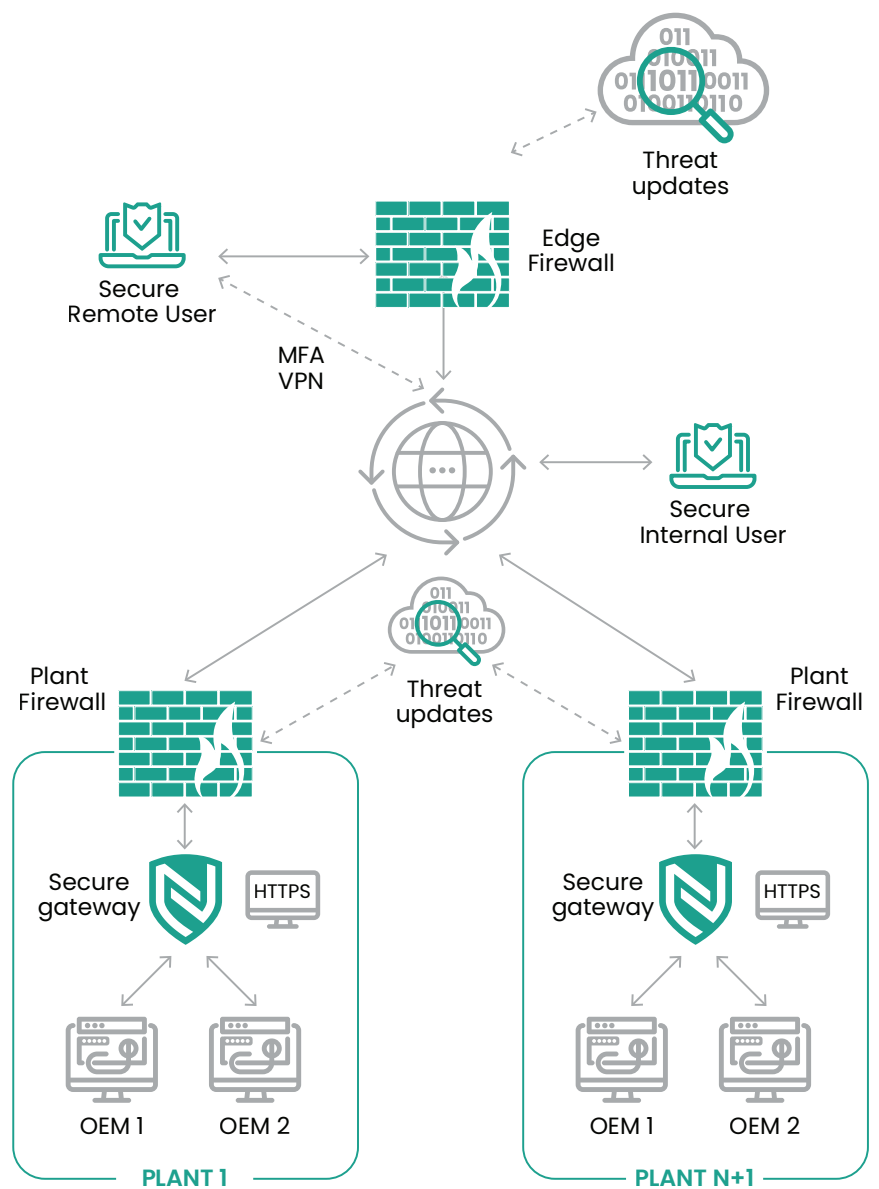 011
010011
01 1011 0011
0100110110
Threat
updates
Edge
Firewall
Secure
Remote User
MFA
VPN
Secure
Internal User
011
010011
01 1011 0011
0100110110
Threat
updates
Plant
Firewall
Plant
Firewall
Secure
gateway
HTTPS
Secure
gateway
HTTPS
OEM 1
OEM 2
OEM 1
OEM 2
PLANT 1
PLANT N+1